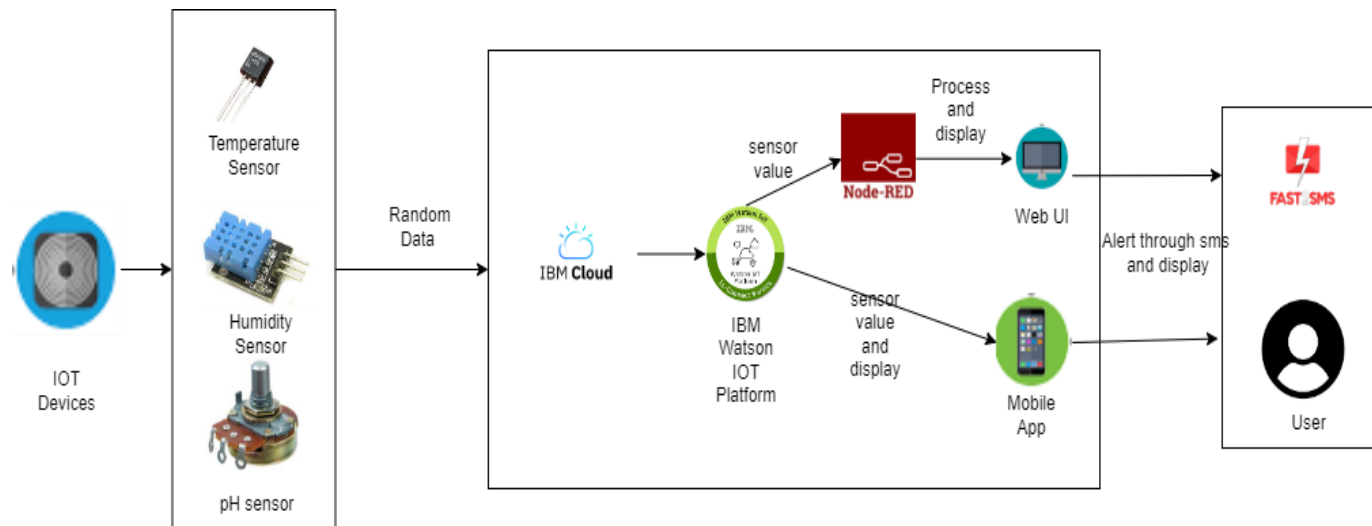 IOT
Devices
Temperature
Sensor
Humidity
Sensor
pH sensor
Random
Data
IBM Cloud
IBM
IBM
Watson
IOT
Platform
sensor
value
Node-RED
Process
and
display
Web UI
sensor
value
and
display
Mobile
App
Alert through sms
and display
FAST2SMS
User